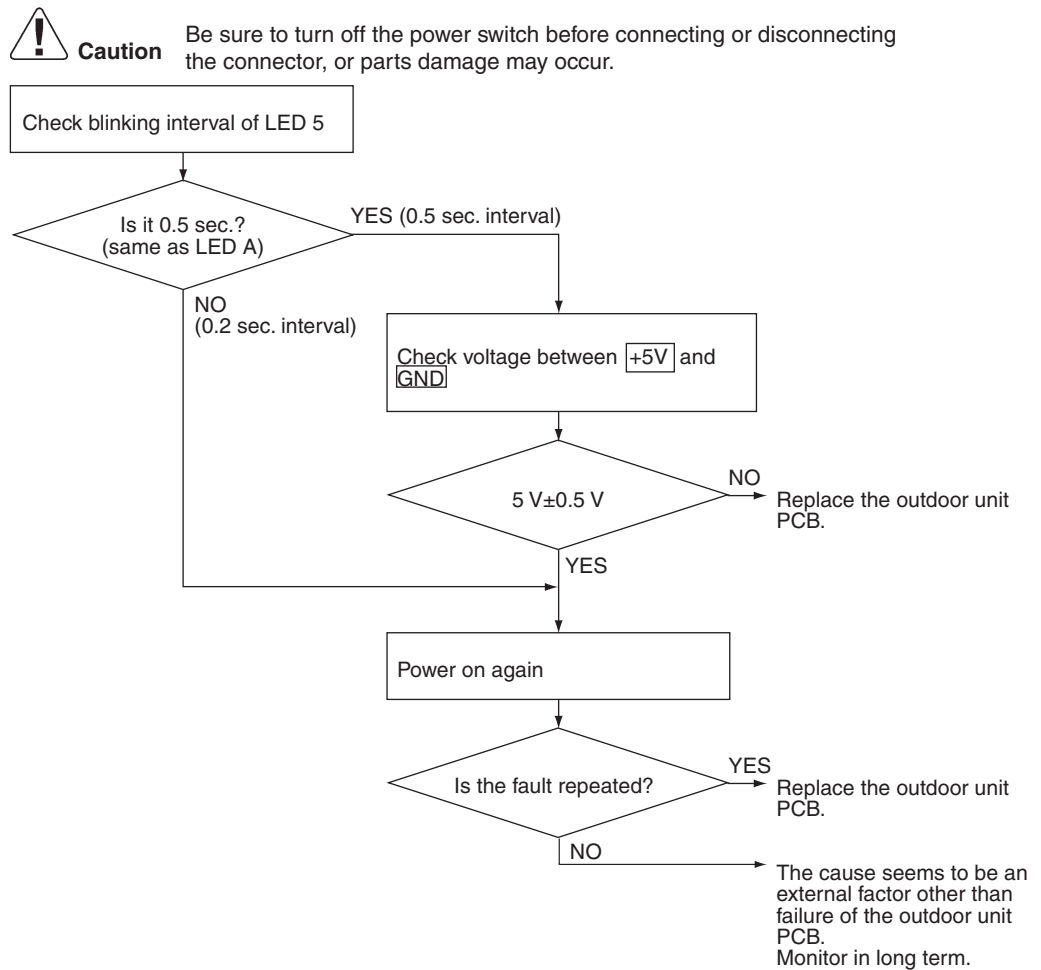 Caution
Be sure to turn off the power switch before connecting or disconnecting
the connector, or parts damage may occur.
Check blinking interval of LED 5
Is it 0.5 sec.?
(same as LED A)
YES (0.5 sec. interval)
NO
(0.2 sec. interval)
Check voltage between +5V and
GND
5 V±0.5 V
NO
Replace the outdoor unit
PCB.
YES
Power on again
Is the fault repeated?
YES
Replace the outdoor unit
PCB.
NO
The cause seems to be an
external factor other than
failure of the outdoor unit
PCB.
Monitor in long term.